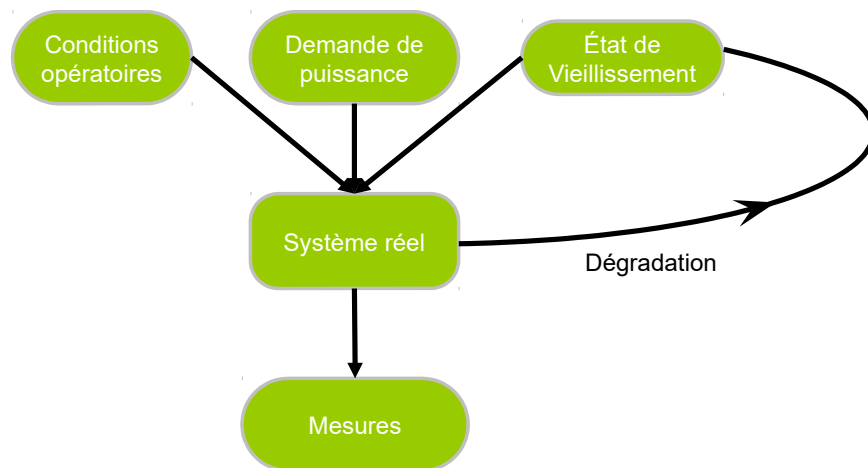 Conditions
opératoires
Demande de
puissance
État de
Vieillissement
Système réel
Dégradation
Mesures